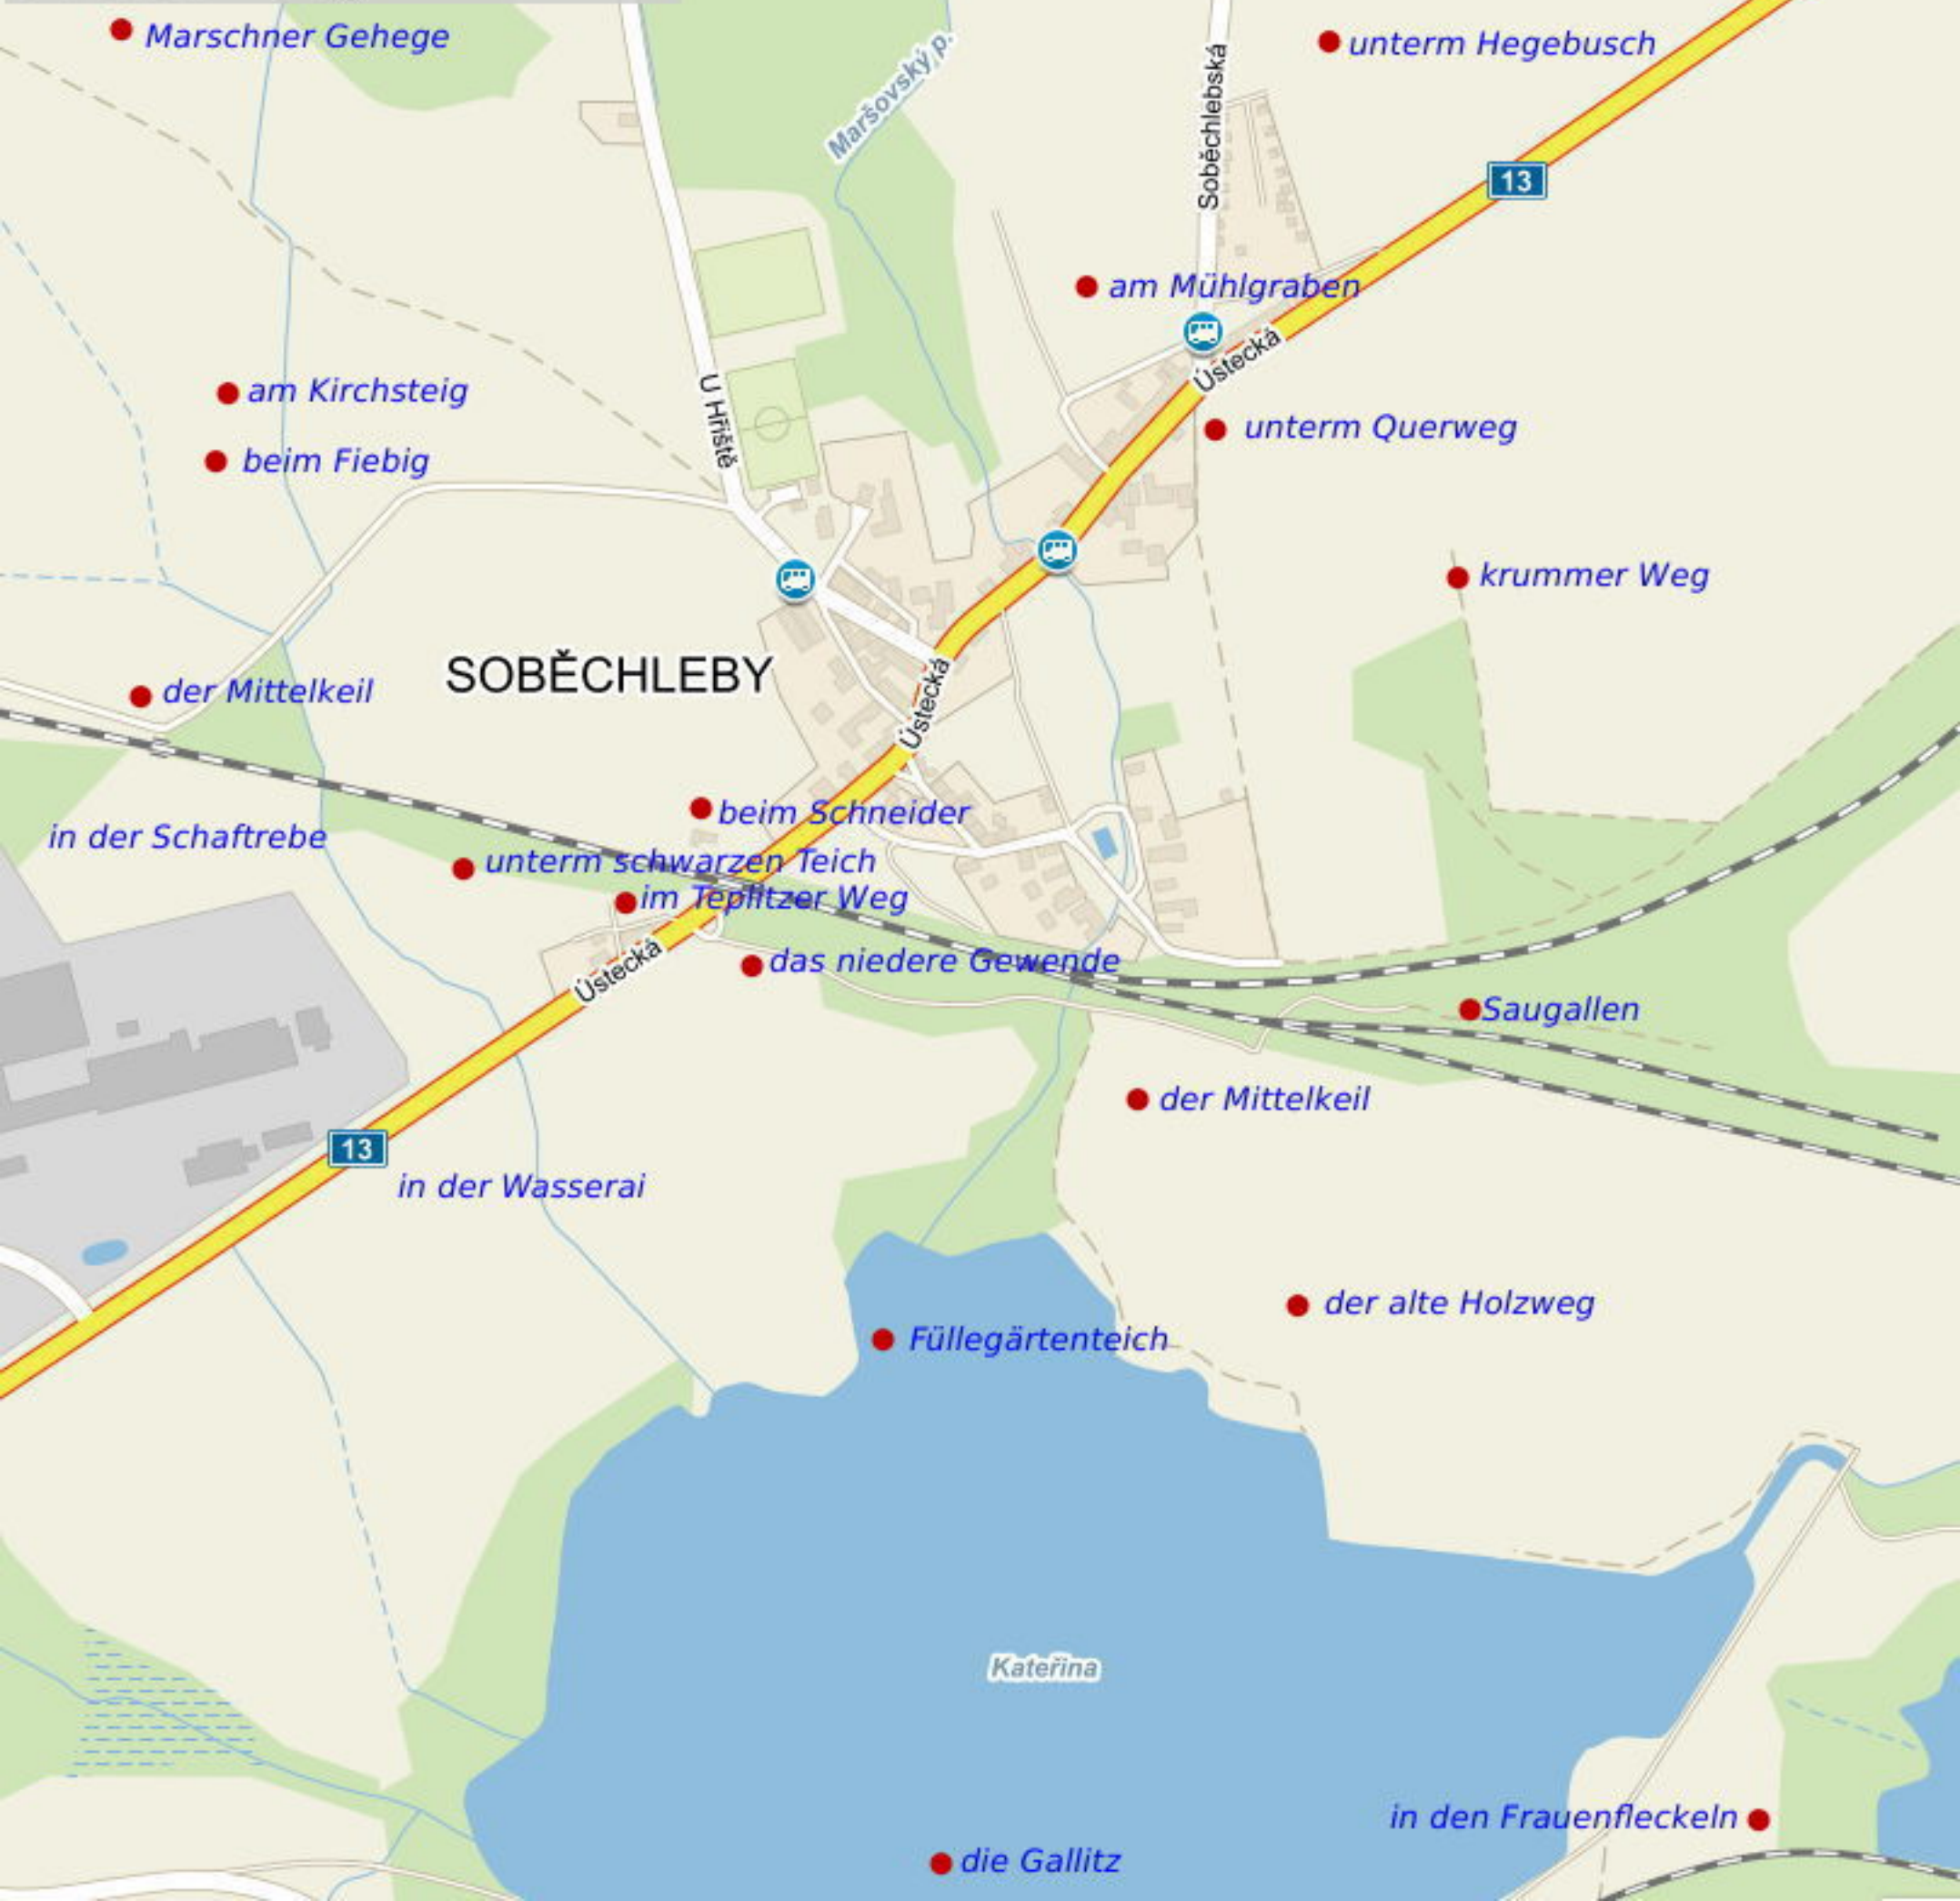 Marschner Gehege
unterm Hegebusch
Maršovský p.
Soběchlebská
13
am Mühlgraben
Ústecká
U Hřiště
am Kirchsteig
unterm Querweg
beim Fiebig
krummer Weg
SOBĚCHLEBY
der Mittelkeil
Ústecká
beim Schneider
in der Schaftrebe
unterm schwarzen Teich
im Teplitzer Weg
das niedere Gewende
Ústecká
Saugallen
der Mittelkeil
13
in der Wasserai
der alte Holzweg
Füllegärtenteich
Kateřina
in den Frauenfleckeln
die Gallitz